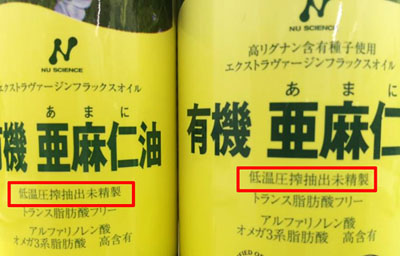 NU SCIENCE
エクストラヴァージンフラックスオイル
あまに
機 亜麻仁油
低温圧搾抽出未精製
トランス脂肪酸フリー
アルファリノレン酸
オメガ3系脂肪酸 高含有
NU SCIENCE
高リグナン含有種子使用
エクストラヴァージンフラックスオイル
あまに
有機 亜麻仁
低温圧搾抽出未精製
トランス脂肪酸フリー
アルファリノレン酸
オメガ3系脂肪酸 高含有